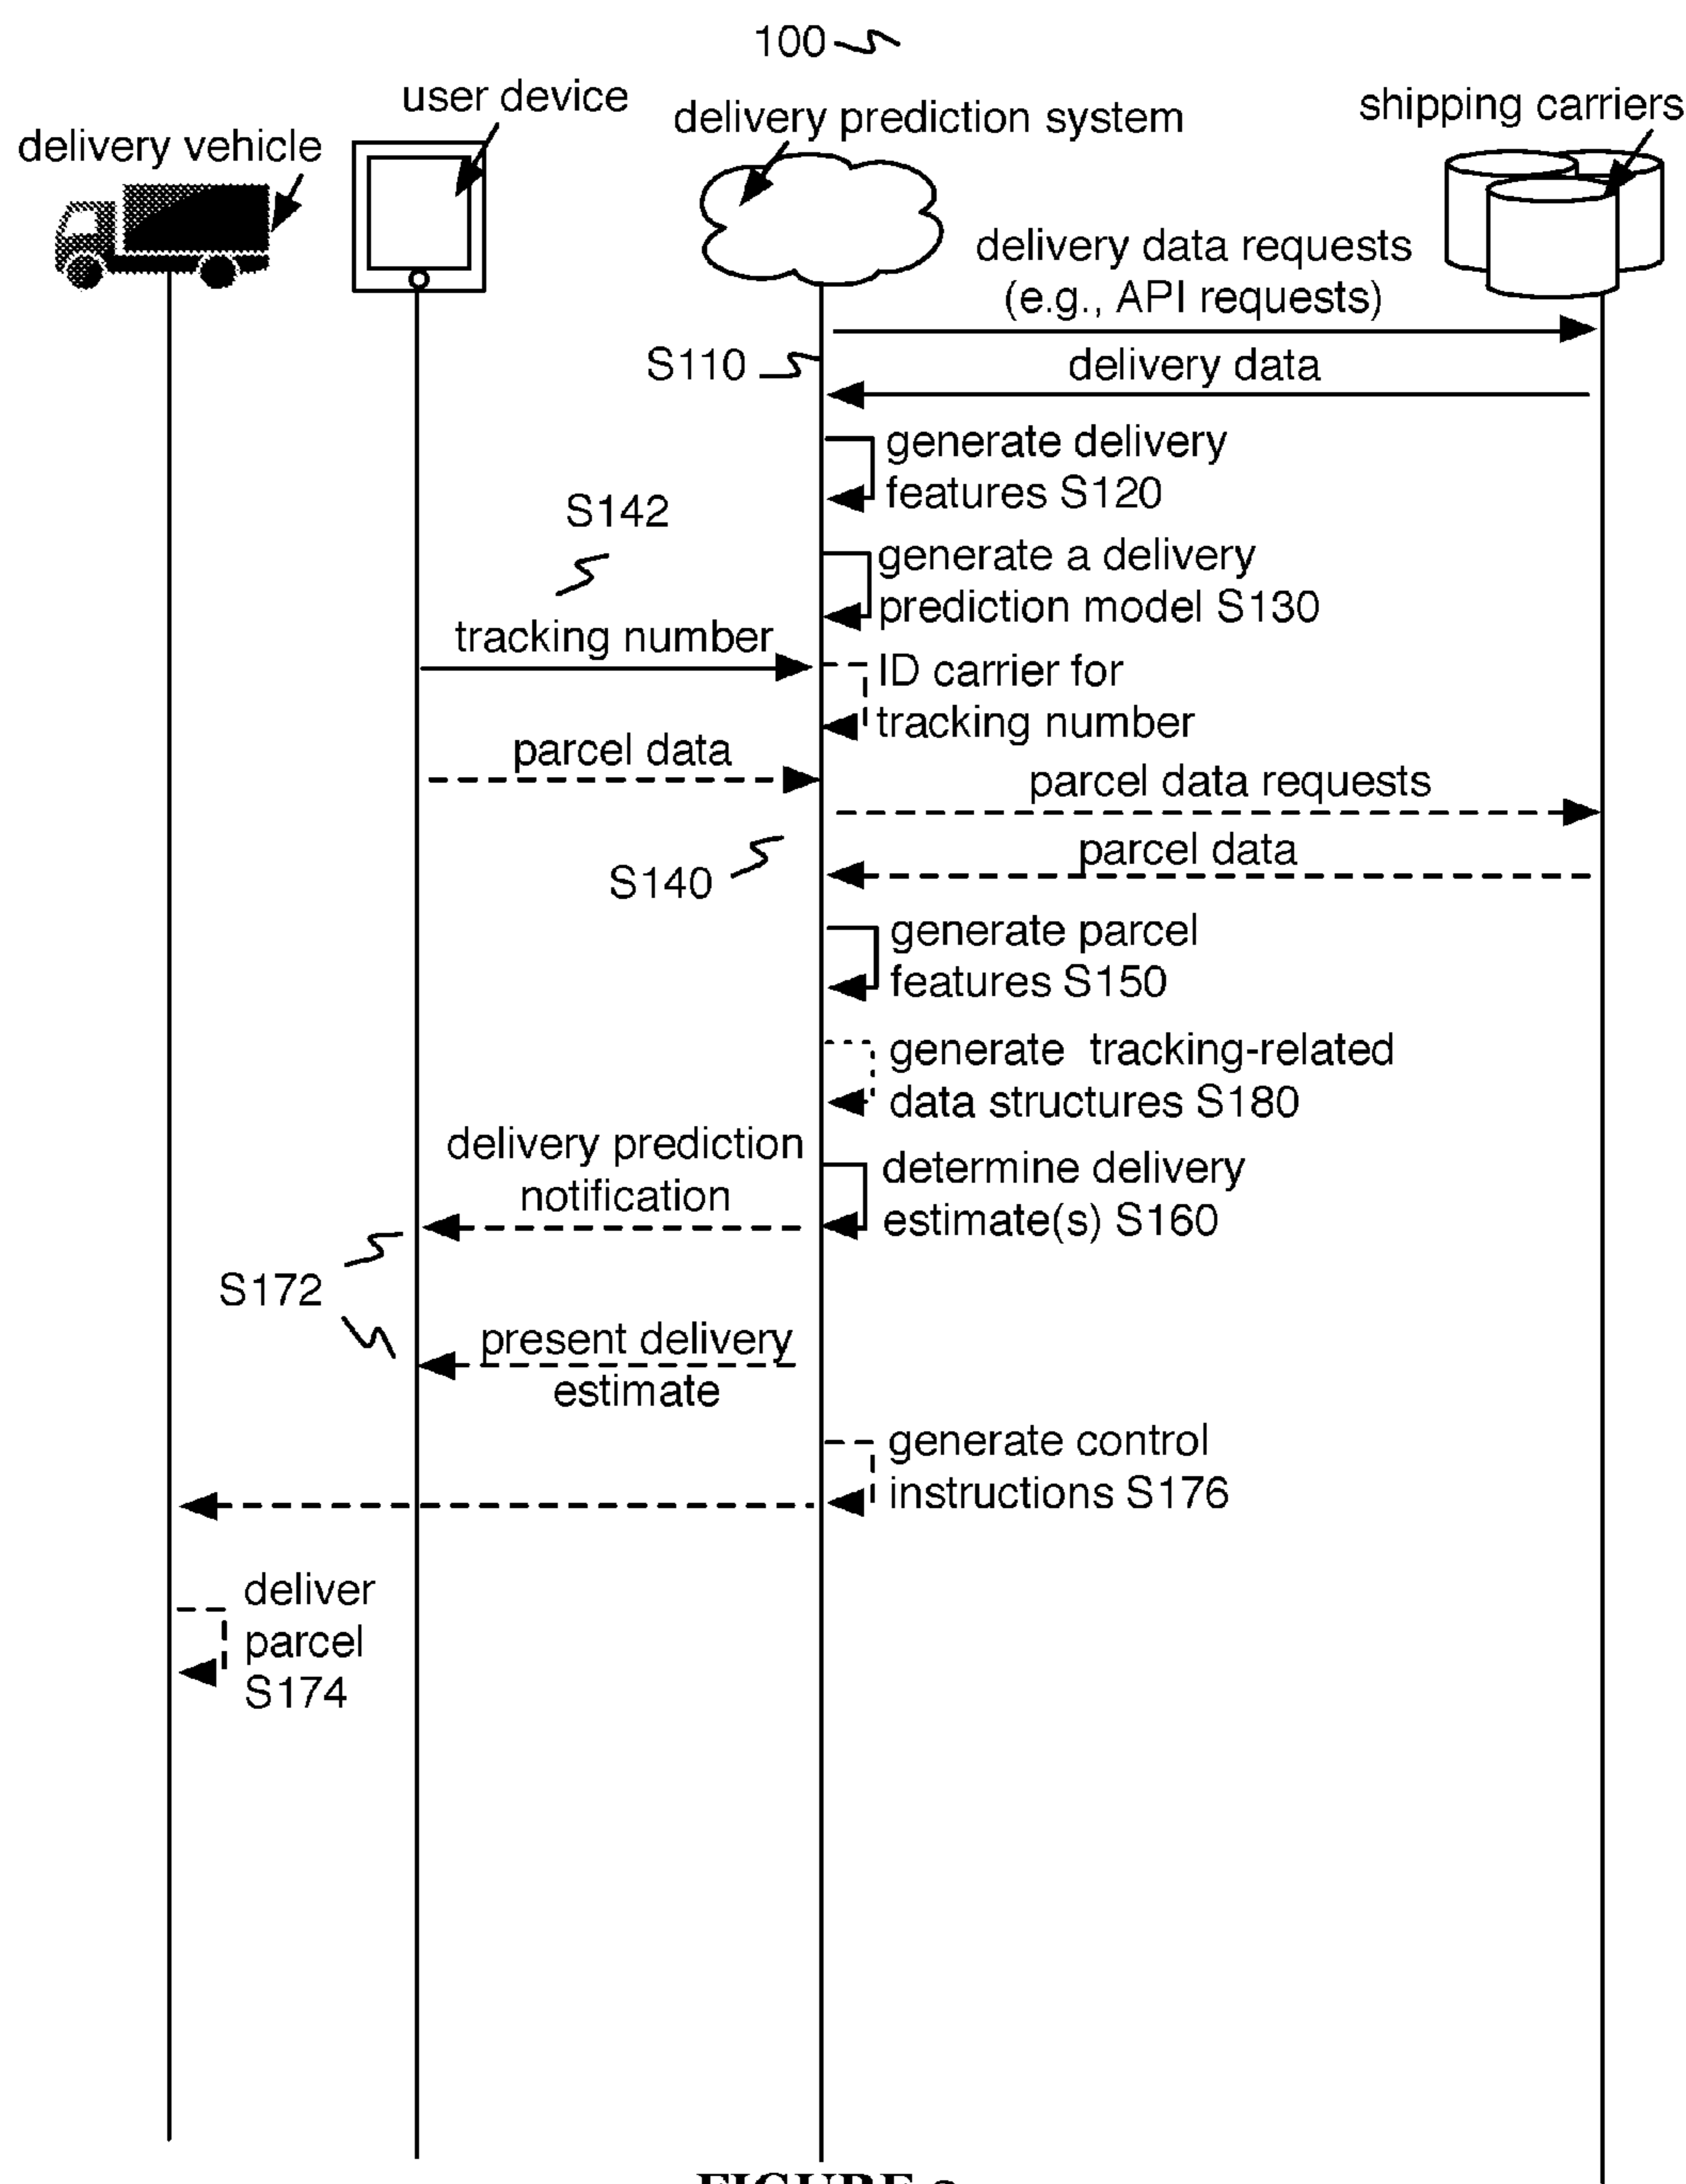 100
user device
delivery prediction system
shipping carriers
delivery vehicle
delivery data requests
(e.g., API requests)
S110
delivery data
generate delivery
features S120
S142
generate a delivery
prediction model S130
tracking number
ID carrier for
tracking number
parcel data
parcel data requests
S140
parcel data
generate parcel
features S150
generate tracking-related
data structures S180
delivery prediction
notification
determine delivery
estimate(s) S160
S172
present delivery
estimate
generate control
instructions S176
deliver
parcel
S174
FIGURE